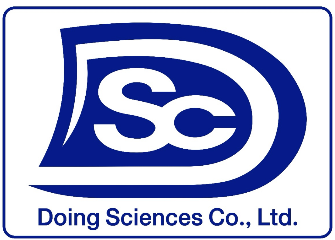 Sc
Doing Sciences Co., Ltd.